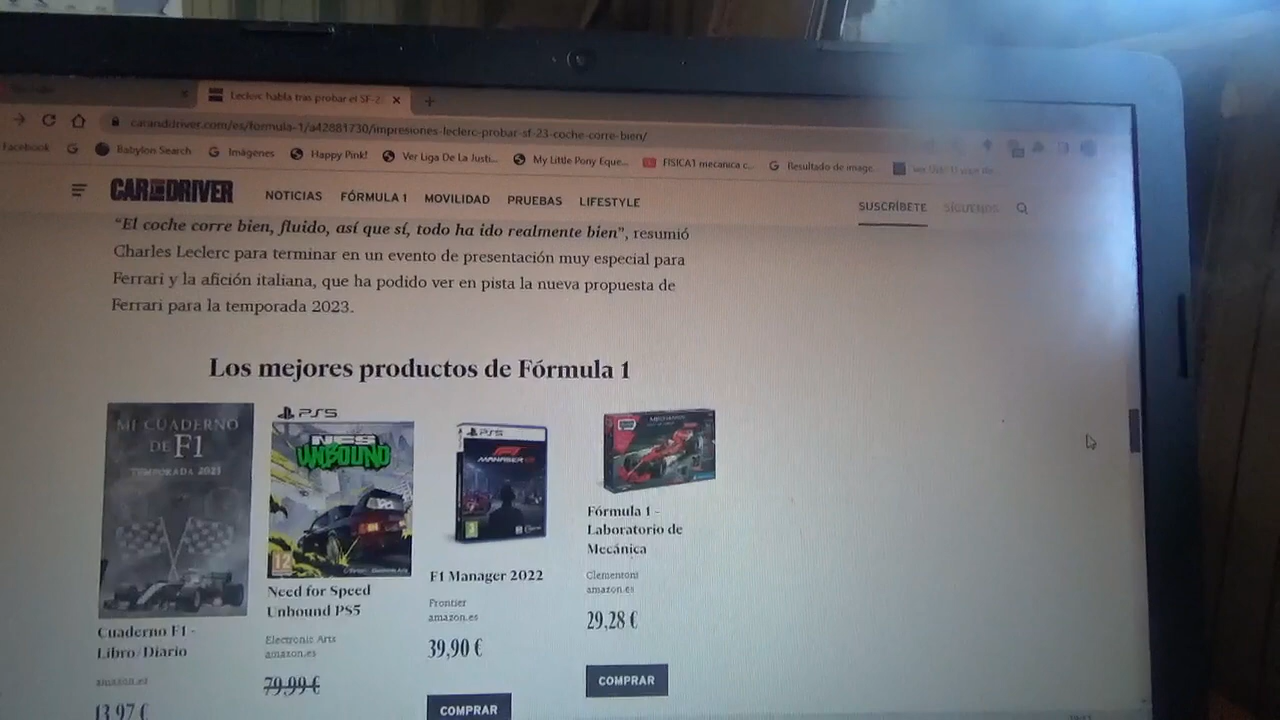 Leclerc habla tras probar el SF-2
caranddriver.com/es/formula-1/a42881730/impresiones-leclerc-probar-sf-23-coche-corre-bien/
Facebook
Babylon Search
Imágenes
Happy Pink!
Ver Liga De La Justi...
My Little Pony Eque...
FISICA1 mecanica c...
Resultado de image...
CAR AND DRIVER
NOTICIAS
FÓRMULA 1
MOVILIDAD
PRUEBAS
LIFESTYLE
SUSCRÍBETE
SÍGUENOS
“El coche corre bien, fluido, así que sí, todo ha ido realmente bien”, resumió
Charles Leclerc para terminar en un evento de presentación muy especial para
Ferrari y la afición italiana, que ha podido ver en pista la nueva propuesta de
Ferrari para la temporada 2023.
Los mejores productos de Fórmula 1
MI CUADERNO
DE F1
TEMPORADA 2021
Cuaderno F1 -
Libro/Diario
amazon.es
13,97 €
PS5
NFS
UNBOUND
12
Need for Speed
Unbound PS5
Electronic Arts
amazon.es
79,99 €
PS5
MANAGER
3
F1 Manager 2022
Frontier
amazon.es
39,90 €
COMPRAR
MECHANICS
Fórmula 1 -
Laboratorio de
Mecánica
Clementoni
amazon.es
29,28 €
COMPRAR